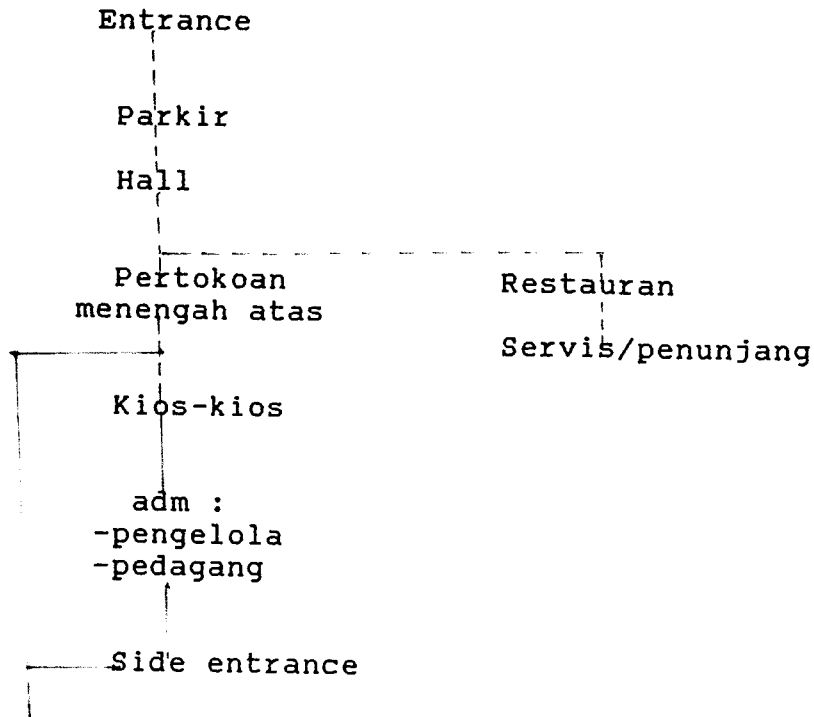 Entrance
Parkir
Hall
Pertokoan
menengah atas
Restauran
Servis/penunjang
Kios-kios
adm :
-pengelola
-pedagang
Side entrance